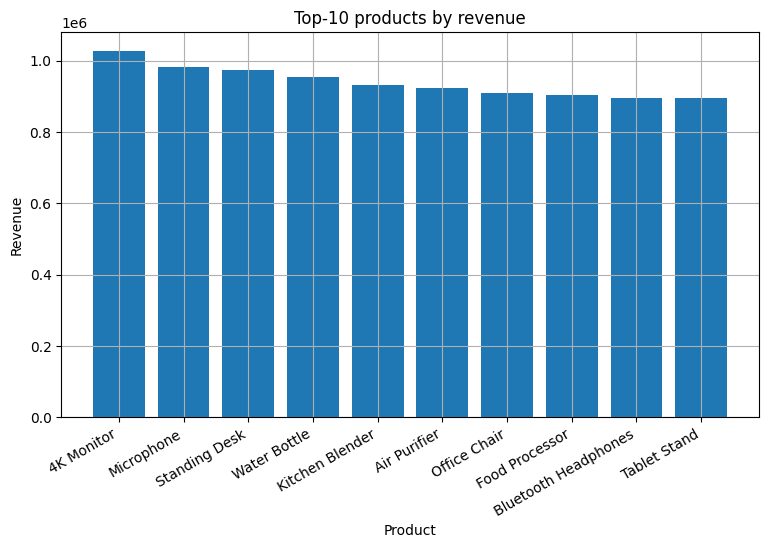 Top-10 products by revenue
1e6
1.0
0.8
0.6
0.4
0.2
0.0
Revenue
4K Monitor
Microphone
Standing Desk
Water Bottle
Kitchen Blender
Air Purifier
Office Chair
Food Processor
Bluetooth Headphones
Tablet Stand
Product